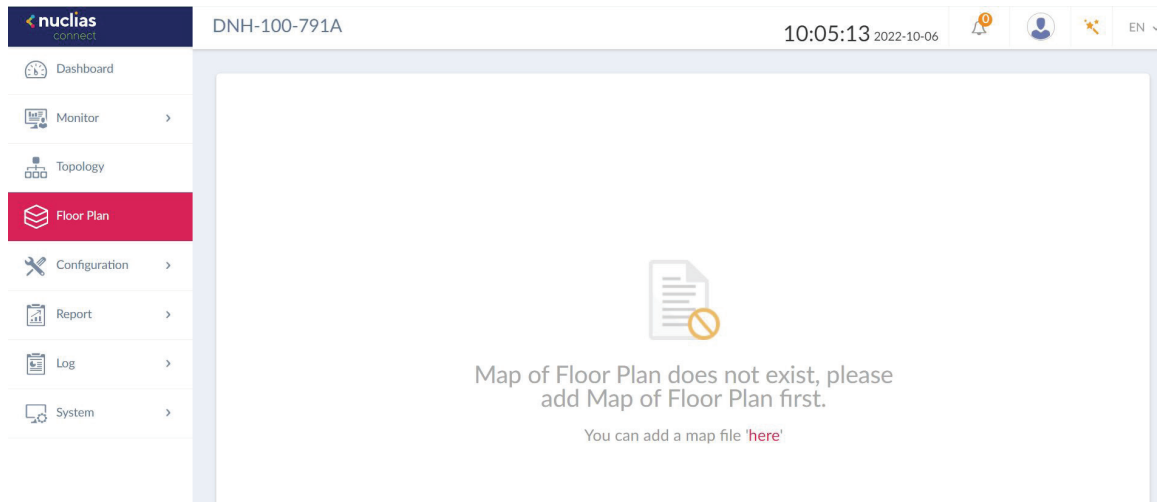 nuclias
connect
DNH-100-791A
10:05:13 2022-10-06
0
EN
Dashboard
Monitor
Topology
Floor Plan
Configuration
Report
Log
System
Map of Floor Plan does not exist, please
add Map of Floor Plan first.
You can add a map file 'here'